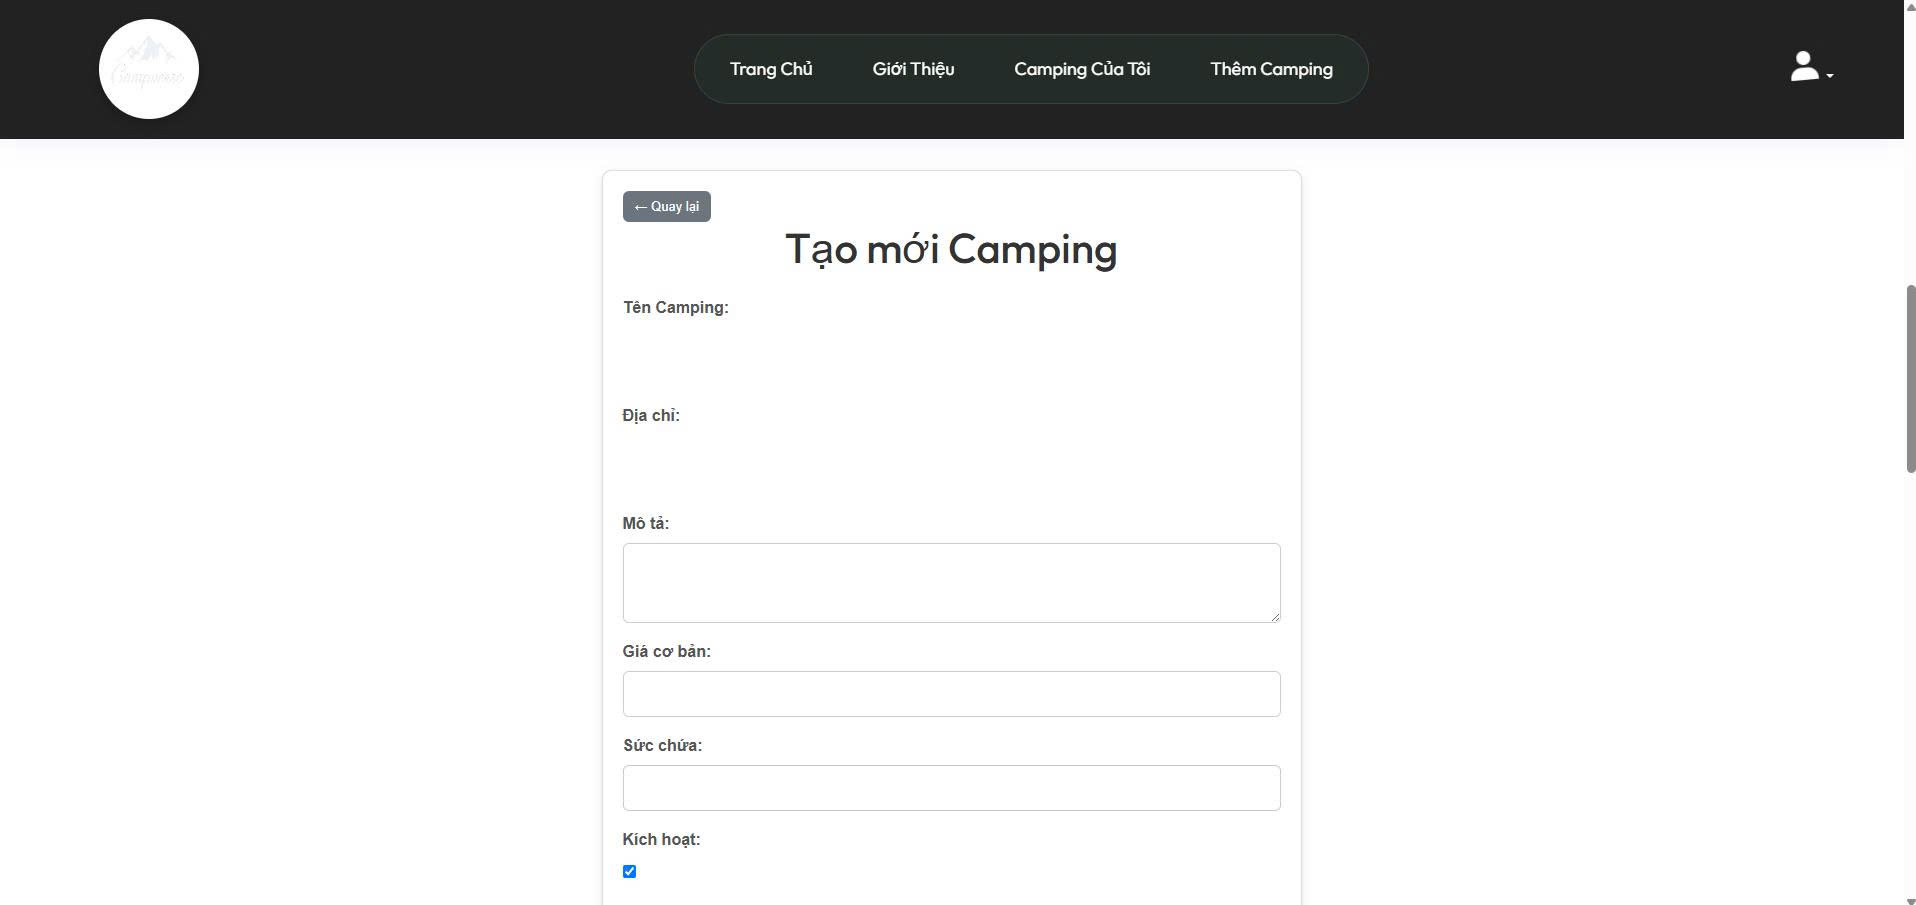 Trang Chủ
Giới Thiệu
Camping Của Tôi
Thêm Camping
← Quay lại
Tạo mới Camping
Tên Camping:
Địa chỉ:
Mô tả:
Giá cơ bản:
Sức chứa:
Kích hoạt: